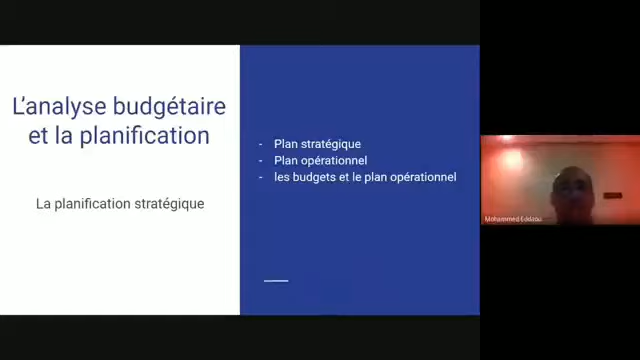 L'analyse budgétaire
et la planification
La planification stratégique
- Plan stratégique
- Plan opérationnel
- les budgets et le plan opérationnel
Mohammed Eddaou